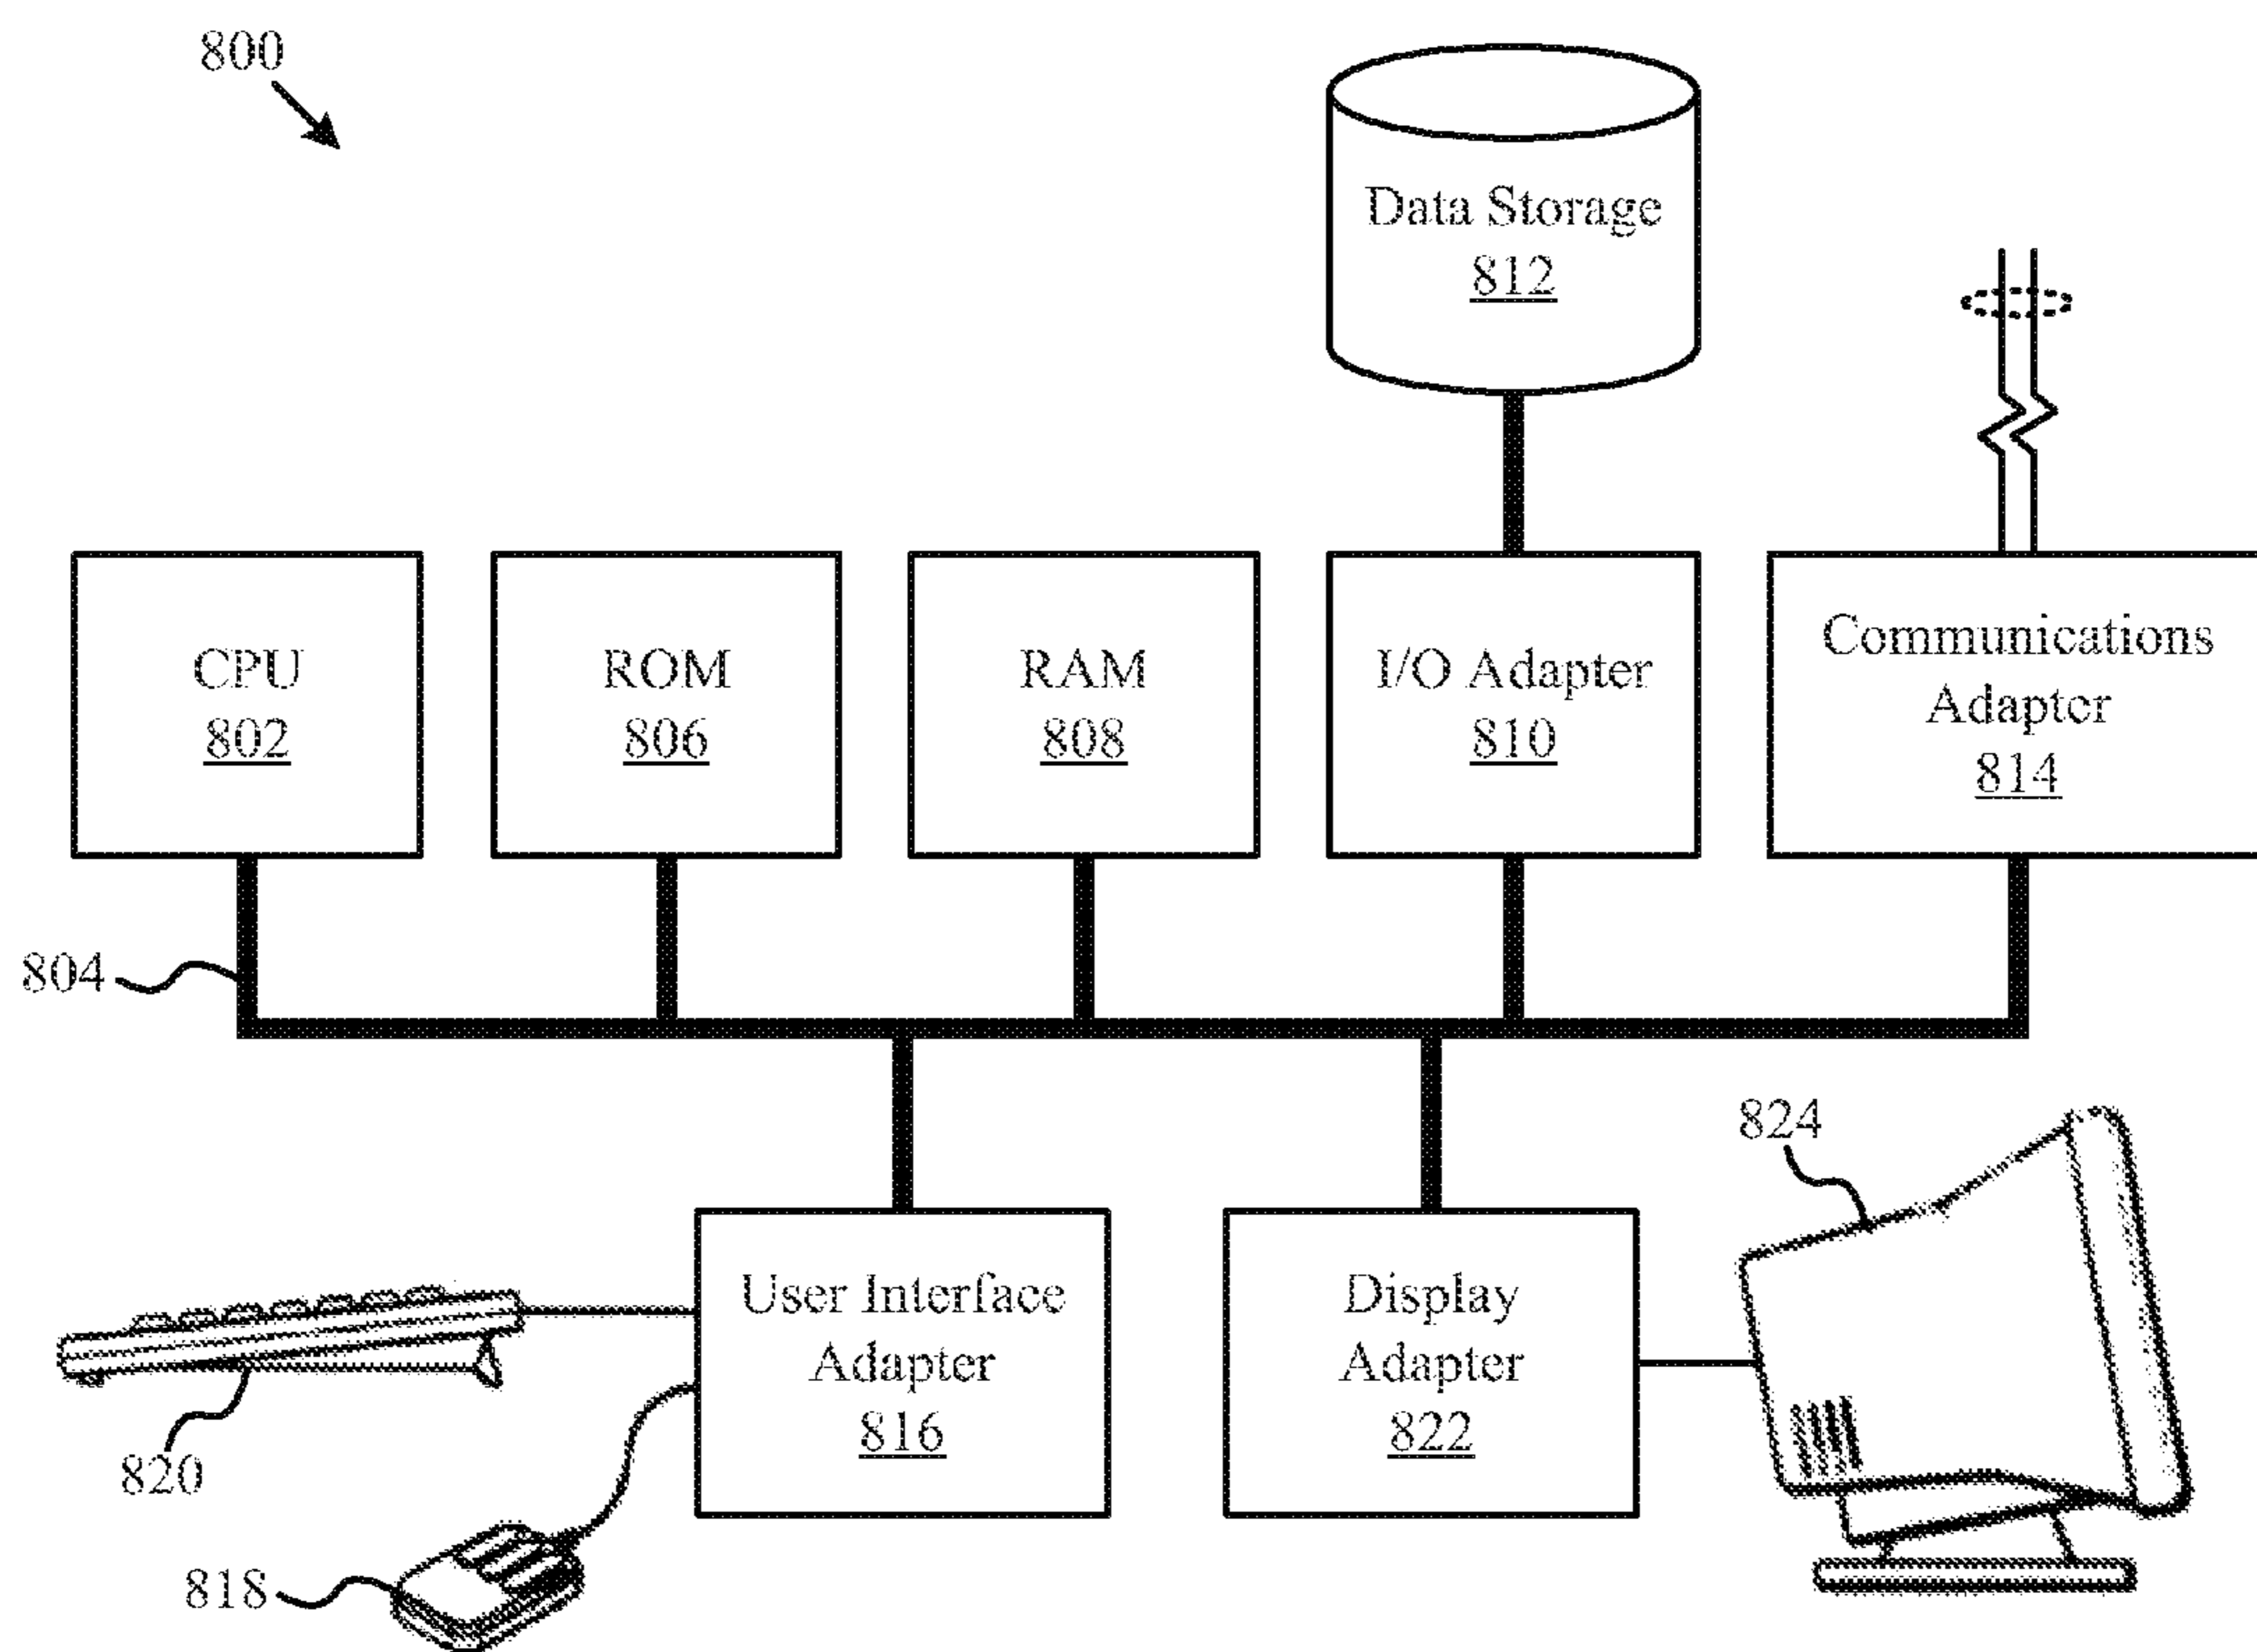 800
Data Storage
812
CPU
802
ROM
806
RAM
808
I/O Adapter
810
Communications
Adapter
814
804
824
User Interface
Adapter
816
Display
Adapter
822
820
818